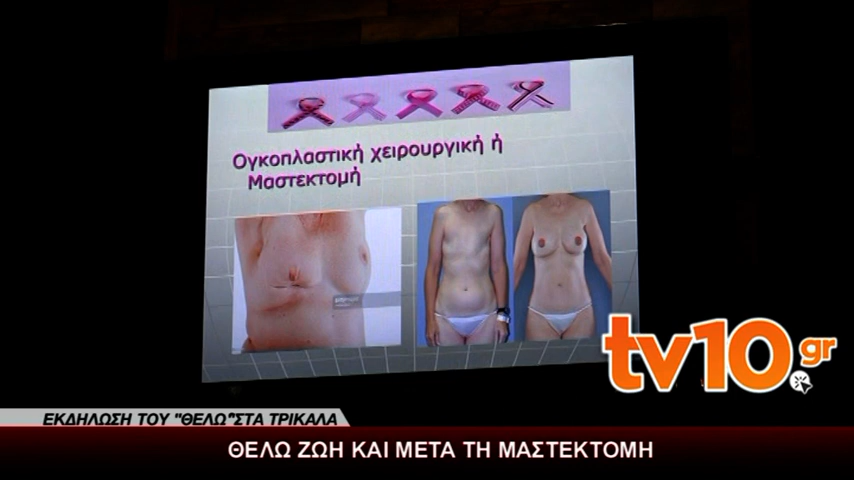 Ογκοπλαστική χειρουργική ή
Μαστεκτομή
tv10.gr
ΕΚΔΗΛΩΣΗ ΤΟΥ "ΘΕΛΩ"ΣΤΑ ΤΡΙΚΑΛΑ
ΘΕΛΩ ΖΩΗ ΚΑΙ ΜΕΤΑ ΤΗ ΜΑΣΤΕΚΤΟΜΗ